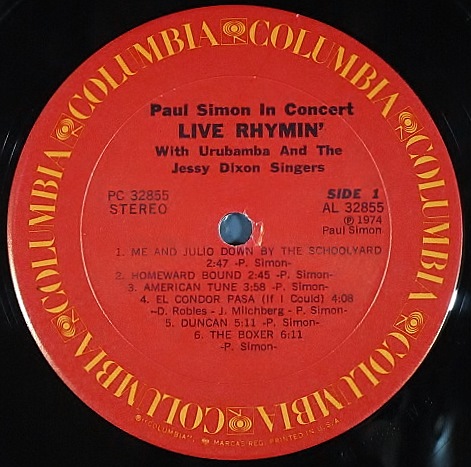 COLUMBIA COLUMBIA COLUMBIA COLUMBIA COLUMBIA COLUMBIA
Paul Simon In Concert
LIVE RHYMIN'
With Urubamba And The
Jessy Dixon Singers
PC 32855
STEREO
SIDE 1
AL 32855
Ⓟ 1974
Paul Simon
1. ME AND JULIO DOWN BY THE SCHOOLYARD
2:47 -P. Simon-
2. HOMEWARD BOUND 2:45 -P. Simon-
3. AMERICAN TUNE 3:58 -P. Simon-
4. EL CONDOR PASA (If I Could) 4:08
-D. Robles - J. Milchberg - P. Simon-
5. DUNCAN 5:11 -P. Simon-
6. THE BOXER 6:11
-P. Simon-
®"COLUMBIA", MARCAS REG. PRINTED IN U.S.A.